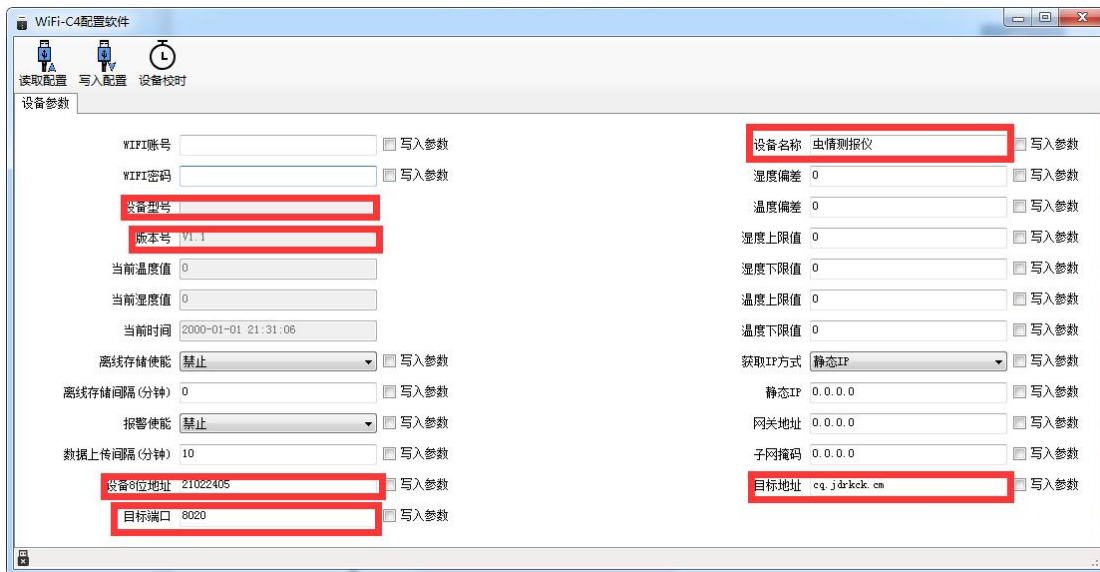 WiFi-C4配置软件
读取配置 写入配置 设备校时
设备参数
WIFI账号 写入参数 设备名称 虫情测报仪 写入参数
WIFI密码 写入参数 湿度偏差 0 写入参数
设备型号 温度偏差 0 写入参数
版本号 V1.1 湿度上限值 0 写入参数
当前温度值 0 湿度下限值 0 写入参数
当前湿度值 0 温度上限值 0 写入参数
当前时间 2000-01-01 21:31:06 温度下限值 0 写入参数
离线存储使能 禁止 写入参数 获取IP方式 静态IP 写入参数
离线存储间隔(分钟) 0 写入参数 静态IP 0.0.0.0 写入参数
报警使能 禁止 写入参数 网关地址 0.0.0.0 写入参数
数据上传间隔(分钟) 10 写入参数 子网掩码 0.0.0.0 写入参数
设备8位地址 21022405 写入参数 目标地址 cq.jdrkck.cm 写入参数
目标端口 8020 写入参数